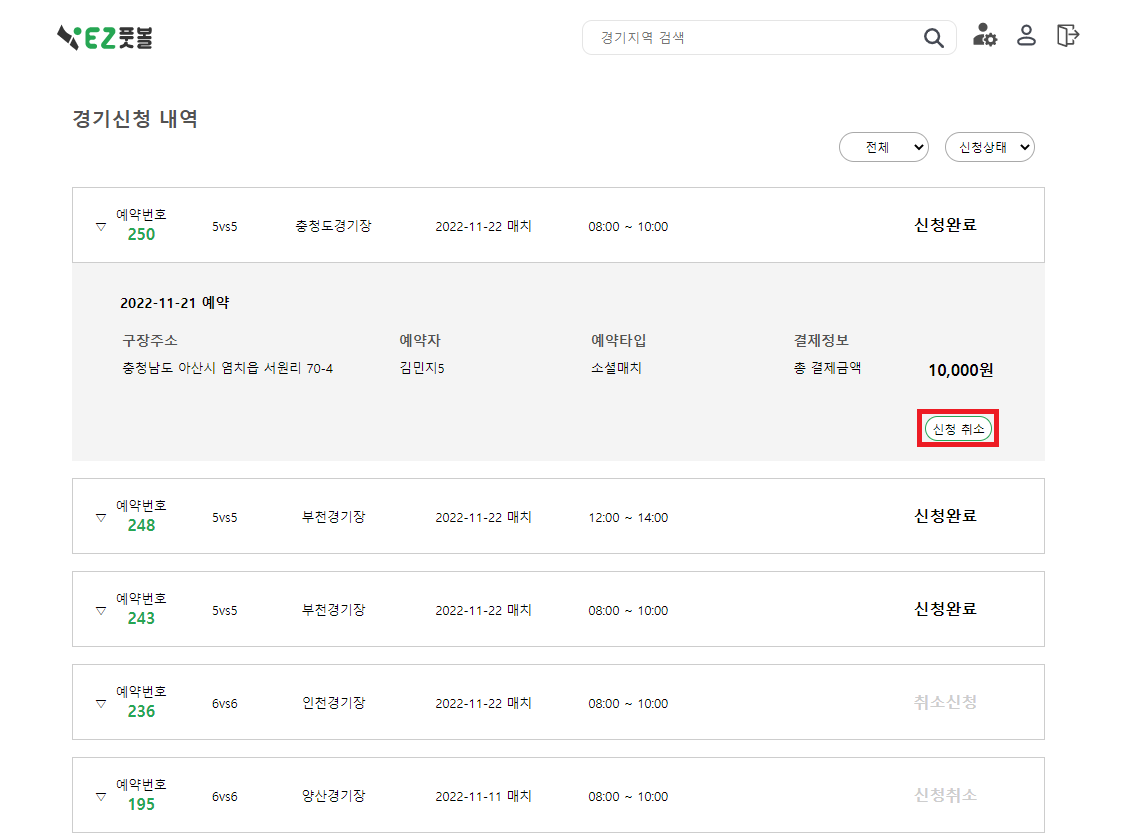 EZ풋볼
경기지역 검색
경기신청 내역
전체 신청상태
▽ 예약번호 250 5vs5 충청도경기장 2022-11-22 매치 08:00 ~ 10:00 신청완료
2022-11-21 예약
구장주소 예약자 예약타입 결제정보
충청남도 아산시 염치읍 서원리 70-4 김민지5 소셜매치 총 결제금액 10,000원
신청 취소
▽ 예약번호 248 5vs5 부천경기장 2022-11-22 매치 12:00 ~ 14:00 신청완료
▽ 예약번호 243 5vs5 부천경기장 2022-11-22 매치 08:00 ~ 10:00 신청완료
▽ 예약번호 236 6vs6 인천경기장 2022-11-22 매치 08:00 ~ 10:00 취소신청
▽ 예약번호 195 6vs6 양산경기장 2022-11-11 매치 08:00 ~ 10:00 신청취소